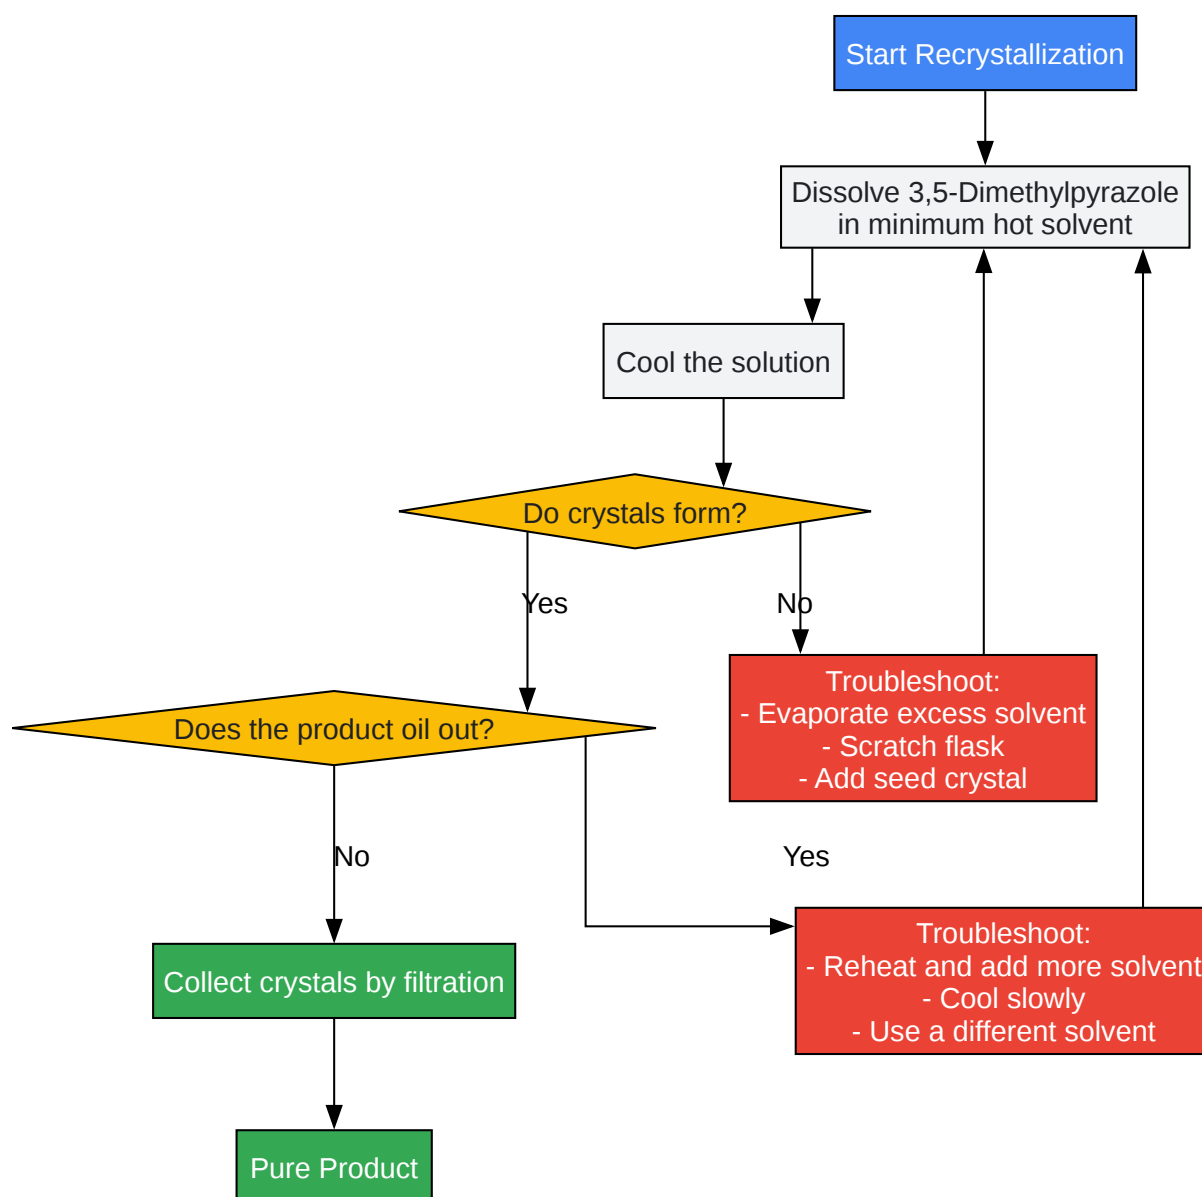 Start Recrystallization
Dissolve 3,5-Dimethylpyrazole
in minimum hot solvent
Cool the solution
Do crystals form?
Yes
No
Troubleshoot:
- Evaporate excess solvent
- Scratch flask
- Add seed crystal
Does the product oil out?
No
Yes
Troubleshoot:
- Reheat and add more solvent
- Cool slowly
- Use a different solvent
Collect crystals by filtration
Pure Product